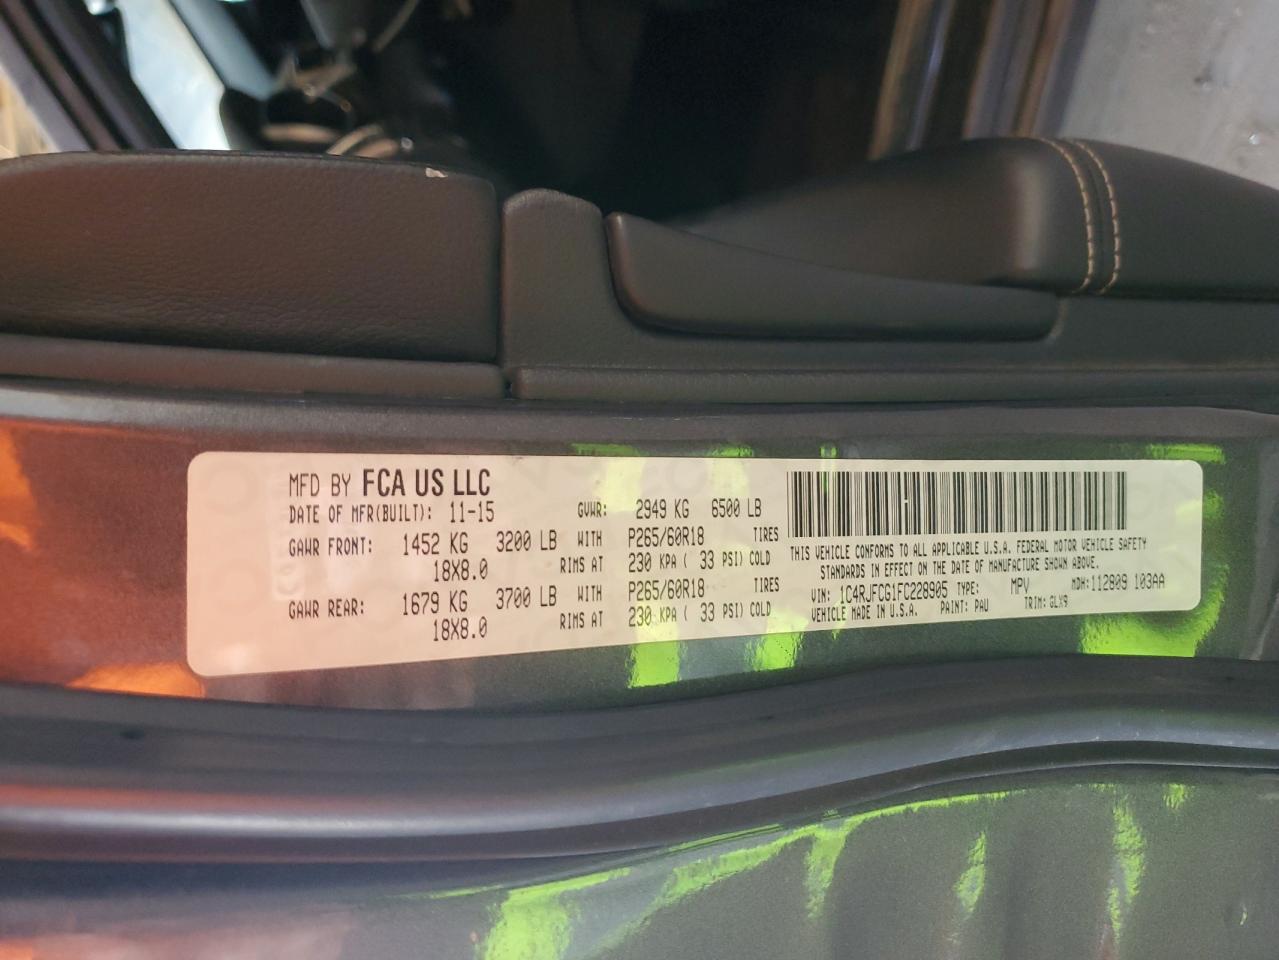 MFD BY FCA US LLC
DATE OF MFR(BUILT): 11-15 GVWR: 2949 KG 6500 LB
GAWR FRONT: 1452 KG 3200 LB WITH P265/60R18 TIRES
18X8.0 RIMS AT 230 KPA ( 33 PSI) COLD
GAWR REAR: 1679 KG 3700 LB WITH P265/60R18 TIRES
18X8.0 RIMS AT 230 KPA ( 33 PSI) COLD
THIS VEHICLE CONFORMS TO ALL APPLICABLE U.S.A. FEDERAL MOTOR VEHICLE SAFETY
STANDARDS IN EFFECT ON THE DATE OF MANUFACTURE SHOWN ABOVE.
VIN: 1C4RJFCG1FC228905 TYPE: MPV MDH: 112809 103AA
VEHICLE MADE IN U.S.A. PAINT: PAU TRIM: GLX9